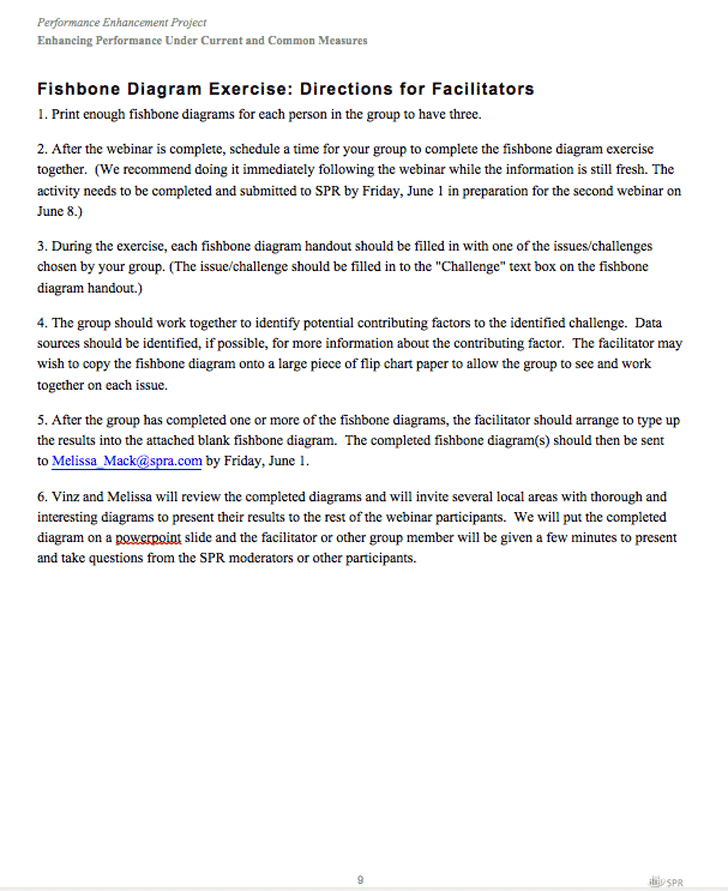 Performance Enhancement Project
Enhancing Performance Under Current and Common Measures
Fishbone Diagram Exercise: Directions for Facilitators
1. Print enough fishbone diagrams for each person in the group to have three.
2. After the webinar is complete, schedule a time for your group to complete the fishbone diagram exercise
together.  (We recommend doing it immediately following the webinar while the information is still fresh. The
activity needs to be completed and submitted to SPR by Friday, June 1 in preparation for the second webinar on
June 8.)
3. During the exercise, each fishbone diagram handout should be filled in with one of the issues/challenges
chosen by your group. (The issue/challenge should be filled in to the "Challenge" text box on the fishbone
diagram handout.)
4. The group should work together to identify potential contributing factors to the identified challenge.  Data
sources should be identified, if possible, for more information about the contributing factor.  The facilitator may
wish to copy the fishbone diagram onto a large piece of flip chart paper to allow the group to see and work
together on each issue.
5. After the group has completed one or more of the fishbone diagrams, the facilitator should arrange to type up
the results into the attached blank fishbone diagram.  The completed fishbone diagram(s) should then be sent
to Melissa_Mack@spra.com by Friday, June 1.
6. Vinz and Melissa will review the completed diagrams and will invite several local areas with thorough and
interesting diagrams to present their results to the rest of the webinar participants.  We will put the completed
diagram on a powerpoint slide and the facilitator or other group member will be given a few minutes to present
and take questions from the SPR moderators or other participants.
9
SPR